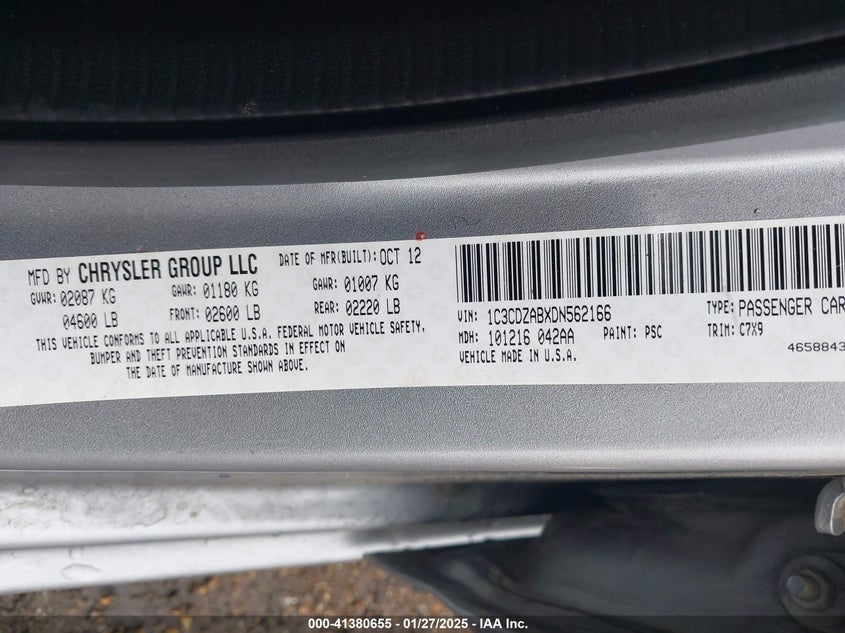 MFD BY CHRYSLER GROUP LLC DATE OF MFR(BUILT): OCT 12
GVWR: 02087 KG GAWR: 01180 KG GAWR: 01007 KG
04600 LB FRONT: 02600 LB REAR: 02220 LB
THIS VEHICLE CONFORMS TO ALL APPLICABLE U.S.A. FEDERAL MOTOR VEHICLE SAFETY,
BUMPER AND THEFT PREVENTION STANDARDS IN EFFECT ON
THE DATE OF MANUFACTURE SHOWN ABOVE.
VIN: 1C3CDZABXDN562166 TYPE: PASSENGER CAR
MDH: 101216 042AA PAINT: PSC TRIM: C7X9
VEHICLE MADE IN U.S.A.
4658843
000-41380655 - 01/27/2025 - IAA Inc.